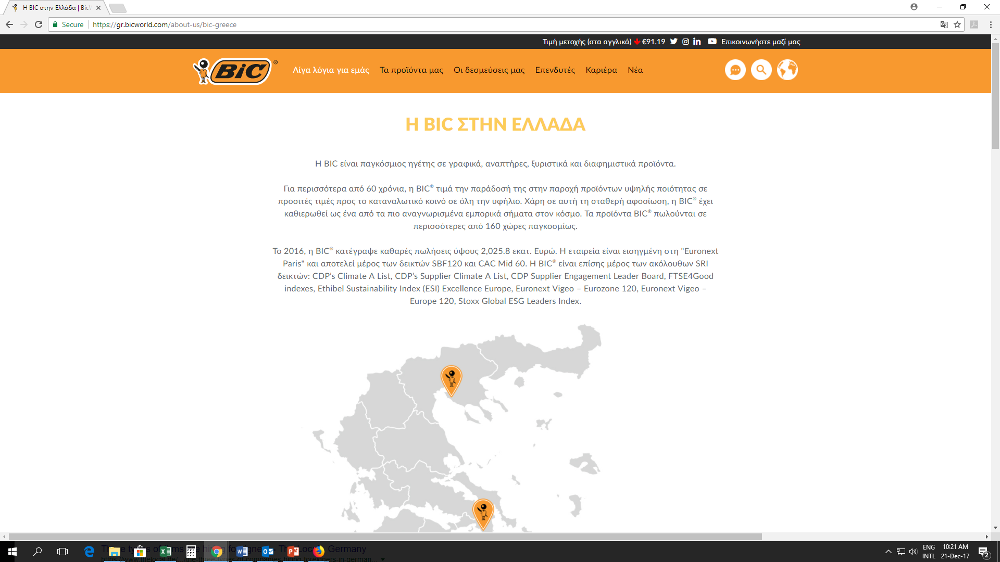 Η BIC στην Ελλάδα | Bic
Secure
https://gr.bicworld.com/about-us/bic-greece
Τιμή μετοχής (στα αγγλικά) €91.19 Επικοινωνήστε μαζί μας
BiC ®
Λίγα λόγια για εμάς Τα προϊόντα μας Οι δεσμεύσεις μας Επενδυτές Καριέρα Νέα
Η BIC ΣΤΗΝ ΕΛΛΑΔΑ
Η BIC είναι παγκόσμιος ηγέτης σε γραφικά, αναπτήρες, ξυριστικά και διαφημιστικά προϊόντα.
Για περισσότερα από 60 χρόνια, η BIC® τιμά την παράδοσή της στην παροχή προϊόντων υψηλής ποιότητας σε
προσιτές τιμές προς το καταναλωτικό κοινό σε όλη την υφήλιο. Χάρη σε αυτή τη σταθερή αφοσίωση, η BIC® έχει
καθιερωθεί ως ένα από τα πιο αναγνωρισμένα εμπορικά σήματα στον κόσμο. Τα προϊόντα BIC® πωλούνται σε
περισσότερες από 160 χώρες παγκοσμίως.
Το 2016, η BIC® κατέγραψε καθαρές πωλήσεις ύψους 2,025.8 εκατ. Ευρώ. Η εταιρεία είναι εισηγμένη στη "Euronext
Paris" και αποτελεί μέρος των δεικτών SBF120 και CAC Mid 60. Η BIC® είναι επίσης μέρος των ακόλουθων SRI
δεικτών: CDP’s Climate A List, CDP’s Supplier Climate A List, CDP Supplier Engagement Leader Board, FTSE4Good
indexes, Ethibel Sustainability Index (ESI) Excellence Europe, Euronext Vigeo – Eurozone 120, Euronext Vigeo –
Europe 120, Stoxx Global ESG Leaders Index.
ENG
INTL
10:21 AM
21-Dec-17
2